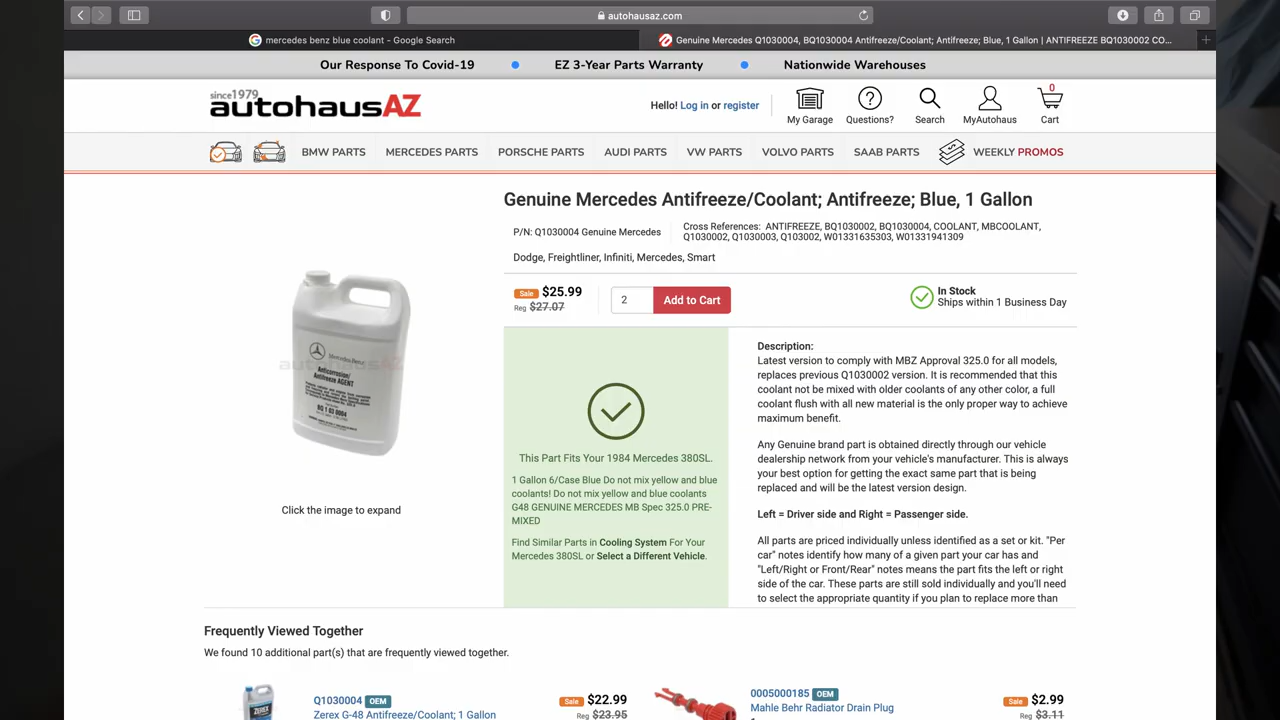 autohausaz.com
mercedes benz blue coolant - Google Search
Genuine Mercedes Q1030004, BQ1030004 Antifreeze/Coolant; Antifreeze; Blue, 1 Gallon | ANTIFREEZE BQ1030002 CO...
Our Response To Covid-19
EZ 3-Year Parts Warranty
Nationwide Warehouses
since1979
autohausAZ
Hello! Log in or register
My Garage
Questions?
Search
MyAutohaus
0
Cart
BMW PARTS
MERCEDES PARTS
PORSCHE PARTS
AUDI PARTS
VW PARTS
VOLVO PARTS
SAAB PARTS
WEEKLY PROMOS
Genuine Mercedes Antifreeze/Coolant; Antifreeze; Blue, 1 Gallon
P/N: Q1030004 Genuine Mercedes
Cross References: ANTIFREEZE, BQ1030002, BQ1030004, COOLANT, MBCOOLANT,
Q1030002, Q1030003, Q103002, W01331635303, W01331941309
Dodge, Freightliner, Infiniti, Mercedes, Smart
Sale $25.99
Reg $27.07
2
Add to Cart
In Stock
Ships within 1 Business Day
autohausAZ
Mercedes-Benz
Anticorrosion/
Antifreeze AGENT
BQ 1 03 0004
Click the image to expand
This Part Fits Your 1984 Mercedes 380SL.
1 Gallon 6/Case Blue Do not mix yellow and blue
coolants! Do not mix yellow and blue coolants
G48 GENUINE MERCEDES MB Spec 325.0 PRE-
MIXED
Find Similar Parts in Cooling System For Your
Mercedes 380SL or Select a Different Vehicle.
Description:
Latest version to comply with MBZ Approval 325.0 for all models,
replaces previous Q1030002 version. It is recommended that this
coolant not be mixed with older coolants of any other color, a full
coolant flush with all new material is the only proper way to achieve
maximum benefit.
Any Genuine brand part is obtained directly through our vehicle
dealership network from your vehicle's manufacturer. This is always
your best option for getting the exact same part that is being
replaced and will be the latest version design.
Left = Driver side and Right = Passenger side.
All parts are priced individually unless identified as a set or kit. "Per
car" notes identify how many of a given part your car has and
"Left/Right or Front/Rear" notes means the part fits the left or right
side of the car. These parts are still sold individually and you'll need
to select the appropriate quantity if you plan to replace more than
Frequently Viewed Together
We found 10 additional part(s) that are frequently viewed together.
ZEREX
Q1030004 OEM
Zerex G-48 Antifreeze/Coolant; 1 Gallon
Sale $22.99
Reg $23.95
0005000185 OEM
Mahle Behr Radiator Drain Plug
Sale $2.99
Reg $3.11